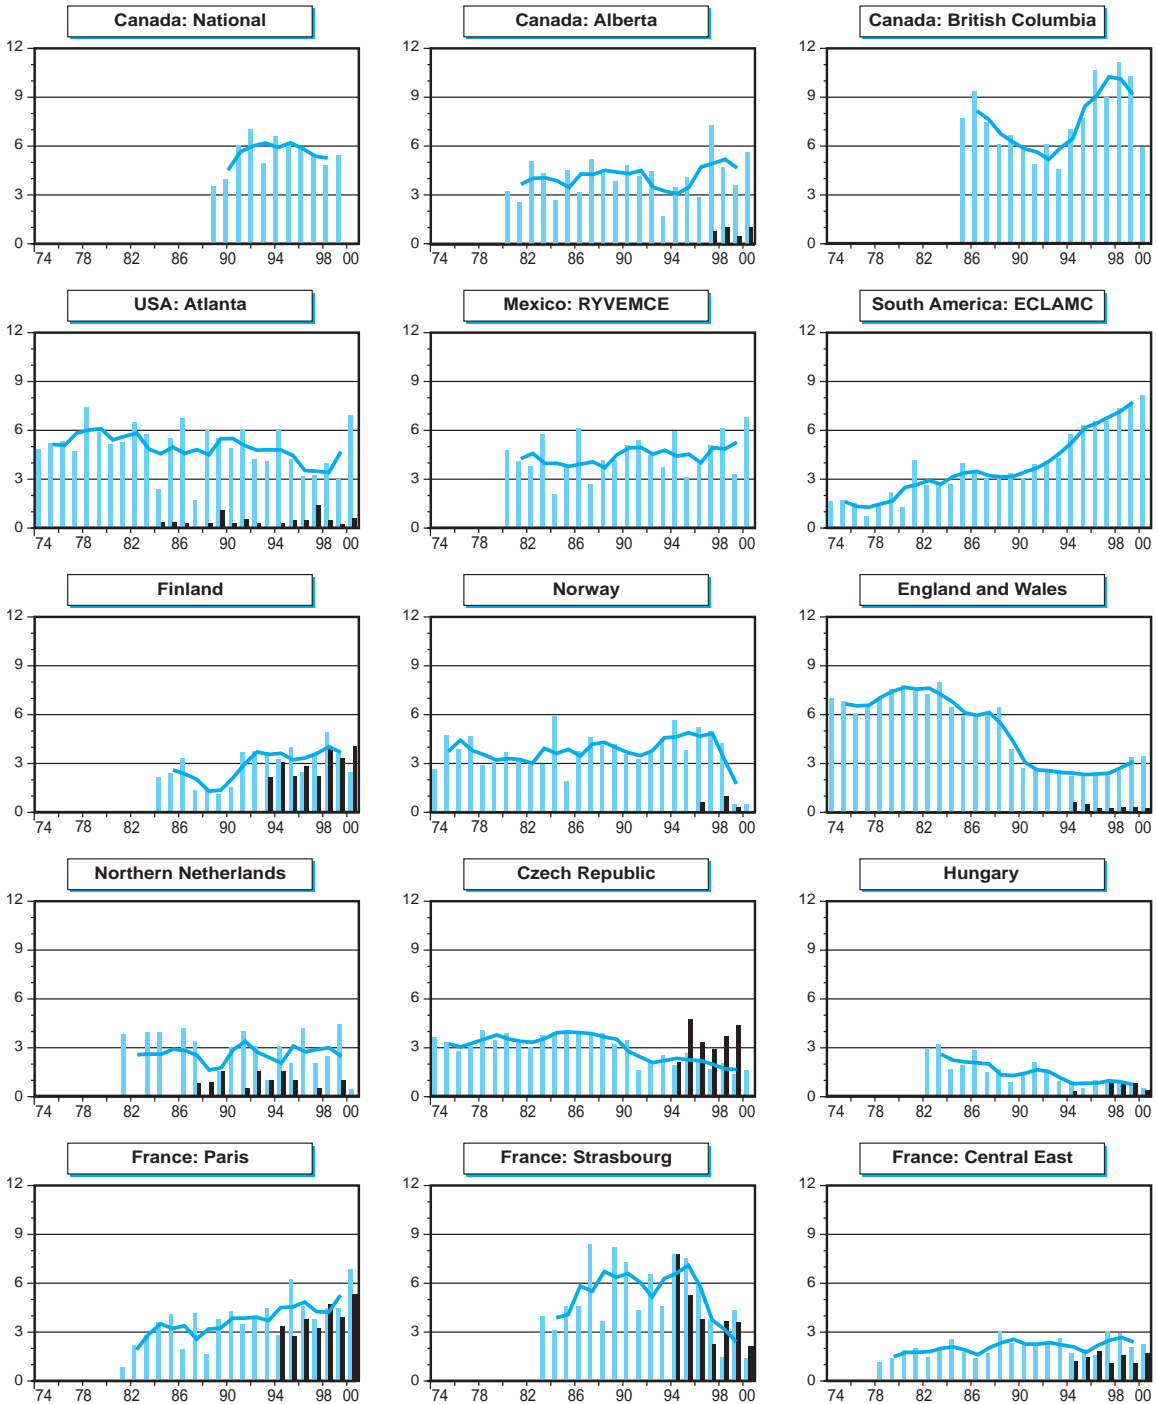 Canada: National
Canada: Alberta
Canada: British Columbia
12
9
6
3
0
74 78 82 86 90 94 98 00
12
9
6
3
0
74 78 82 86 90 94 98 00
12
9
6
3
0
74 78 82 86 90 94 98 00
USA: Atlanta
Mexico: RYVEMCE
South America: ECLAMC
12
9
6
3
0
74 78 82 86 90 94 98 00
12
9
6
3
0
74 78 82 86 90 94 98 00
12
9
6
3
0
74 78 82 86 90 94 98 00
Finland
Norway
England and Wales
12
9
6
3
0
74 78 82 86 90 94 98 00
12
9
6
3
0
74 78 82 86 90 94 98 00
12
9
6
3
0
74 78 82 86 90 94 98 00
Northern Netherlands
Czech Republic
Hungary
12
9
6
3
0
74 78 82 86 90 94 98 00
12
9
6
3
0
74 78 82 86 90 94 98 00
12
9
6
3
0
74 78 82 86 90 94 98 00
France: Paris
France: Strasbourg
France: Central East
12
9
6
3
0
74 78 82 86 90 94 98 00
12
9
6
3
0
74 78 82 86 90 94 98 00
12
9
6
3
0
74 78 82 86 90 94 98 00